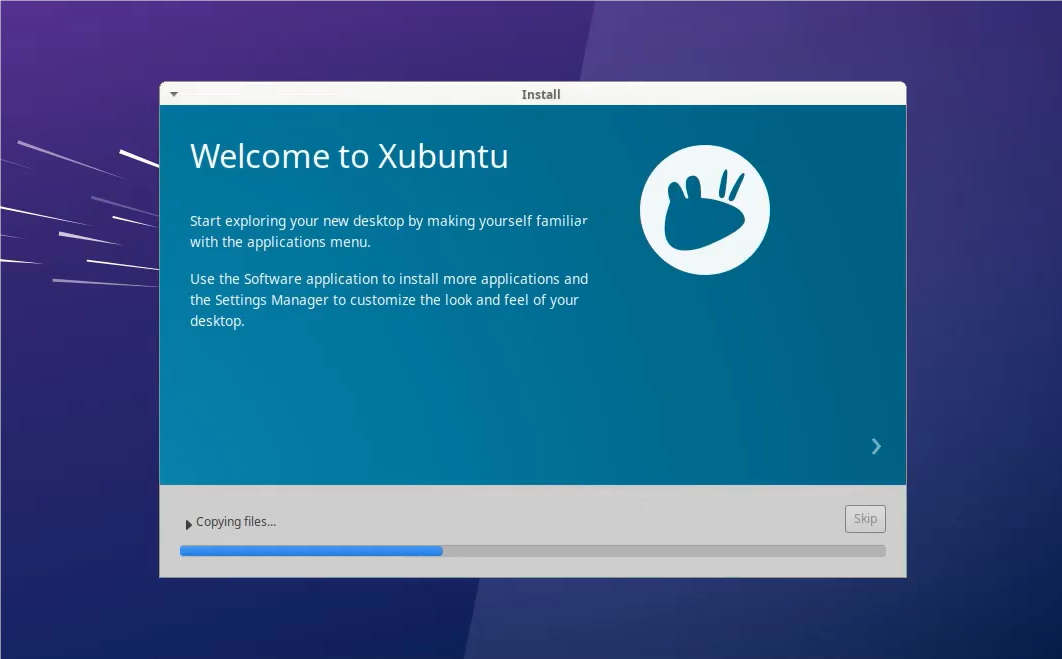 Install
Welcome to Xubuntu
Start exploring your new desktop by making yourself familiar
with the applications menu.
Use the Software application to install more applications and
the Settings Manager to customize the look and feel of your
desktop.
Copying files...
Skip